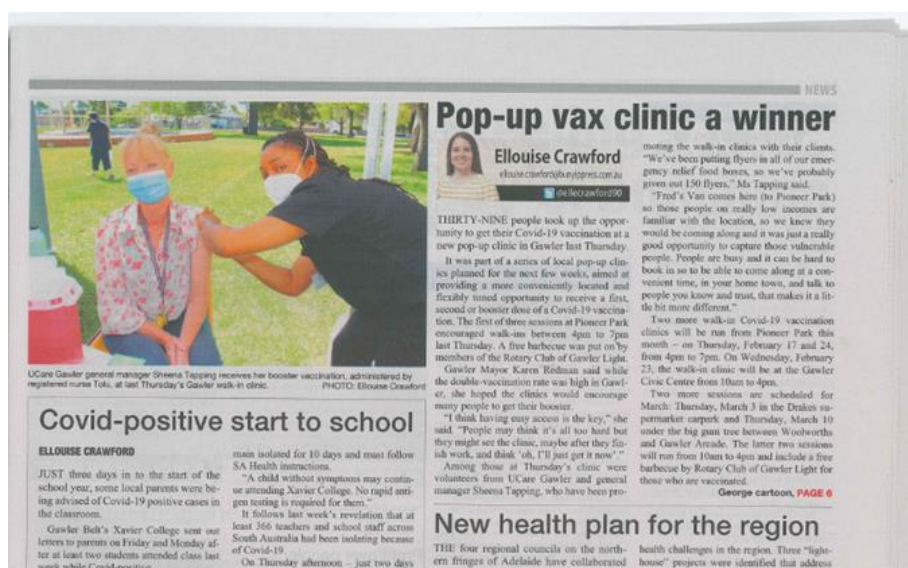 NEWS
Pop-up vax clinic a winner
Ellouise Crawford
ellouise.crawford@bunyippress.com.au
@ellecrawford90
THIRTY-NINE people took up the oppor-
tunity to get their Covid-19 vaccination at a
new pop-up clinic in Gawler last Thursday.
It was part of a series of local pop-up clin-
ics planned for the next few weeks, aimed at
providing a more conveniently located and
flexibly timed opportunity to receive a first,
second or booster dose of a Covid-19 vaccina-
tion. The first of three sessions at Pioneer Park
encouraged walk-ins between 4pm to 7pm
last Thursday. A free barbecue was put on by
members of the Rotary Club of Gawler Light.
Gawler Mayor Karen Redman said while
the double-vaccination rate was high in Gawl-
er, she hoped the clinics would encourage
many people to get their booster.
"I think having easy access is the key," she
said. "People may think it's all too hard but
they might see the clinic, maybe after they fin-
ish work, and think 'oh, I'll just get it now'."
Among those at Thursday's clinic were
volunteers from UCare Gawler and general
manager Sheena Tapping, who have been pro-
moting the walk-in clinics with their clients.
"We've been putting flyers in all of our emer-
gency relief food boxes, so we've probably
given out 150 flyers," Ms Tapping said.
"Fred's Van comes here (to Pioneer Park)
so those people on really low incomes are
familiar with the location, so we knew they
would be coming along and it was just a really
good opportunity to capture those vulnerable
people. People are busy and it can be hard to
book in so to be able to come along at a con-
venient time, in your home town, and talk to
people you know and trust, that makes it a lit-
tle bit more different."
Two more walk-in Covid-19 vaccination
clinics will be run from Pioneer Park this
month – on Thursday, February 17 and 24,
from 4pm to 7pm. On Wednesday, February
23, the walk-in clinic will be at the Gawler
Civic Centre from 10am to 4pm.
Two more sessions are scheduled for
March: Thursday, March 3 in the Drakes su-
permarket carpark and Thursday, March 10
under the big gum tree between Woolworths
and Gawler Arcade. The latter two sessions
will run from 10am to 4pm and include a free
barbecue by Rotary Club of Gawler Light for
those who are vaccinated.
George cartoon, PAGE 6
UCare Gawler general manager Sheena Tapping receives her booster vaccination, administered by
registered nurse Tolu, at last Thursday's Gawler walk-in clinic.
PHOTO: Ellouise Crawford
Covid-positive start to school
ELLOUISE CRAWFORD
JUST three days in to the start of the
school year, some local parents were be-
ing advised of Covid-19 positive cases in
the classroom.
Gawler Belt's Xavier College sent out
letters to parents on Friday and Monday af-
ter at least two students attended class last
week while Covid-positive.
main isolated for 10 days and must follow
SA Health instructions.
"A child without symptoms may contin-
ue attending Xavier College. No rapid anti-
gen testing is required for them."
It follows last week's revelation that at
least 366 teachers and school staff across
South Australia had been isolating because
of Covid-19.
On Thursday afternoon – just two days
New health plan for the region
THE four regional councils on the north-
ern fringes of Adelaide have collaborated
health challenges in the region. Three "light-
house" projects were identified that address